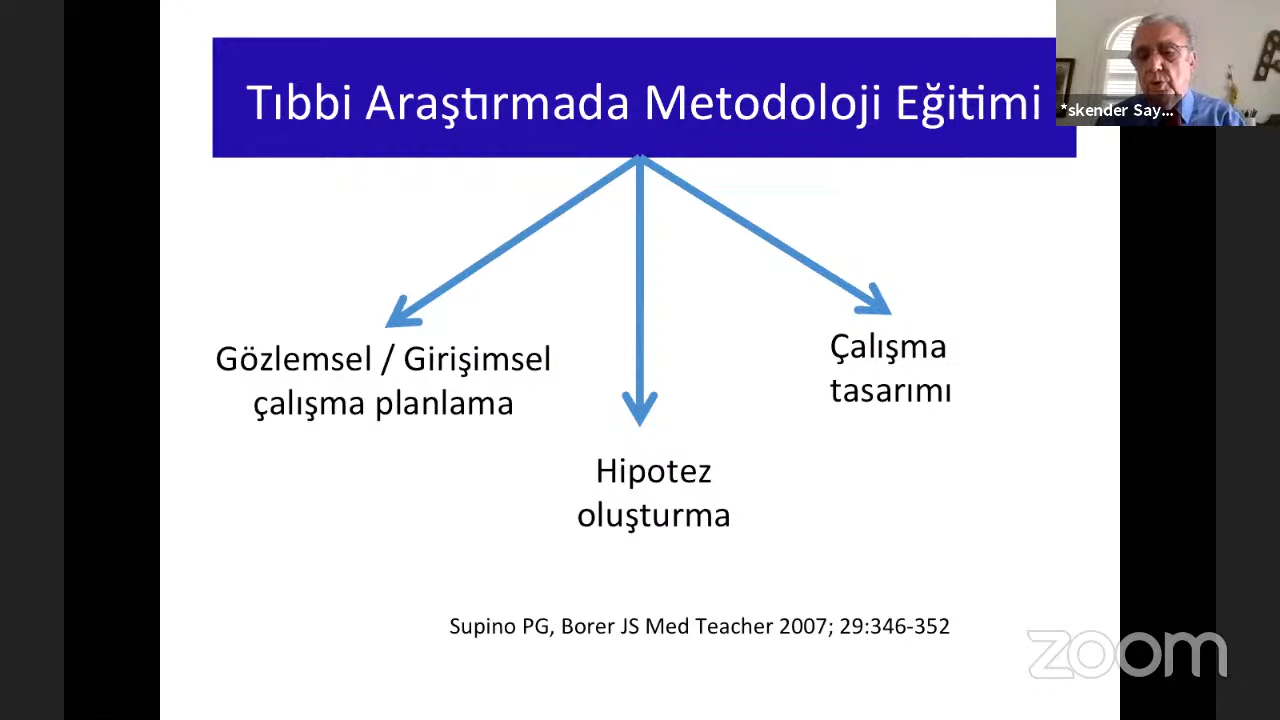 Tıbbi Araştırmada Metodoloji Eğitimi
*skender Say...
Gözlemsel / Girişimsel
çalışma planlama
Çalışma
tasarımı
Hipotez
oluşturma
Supino PG, Borer JS Med Teacher 2007; 29:346-352
zoom